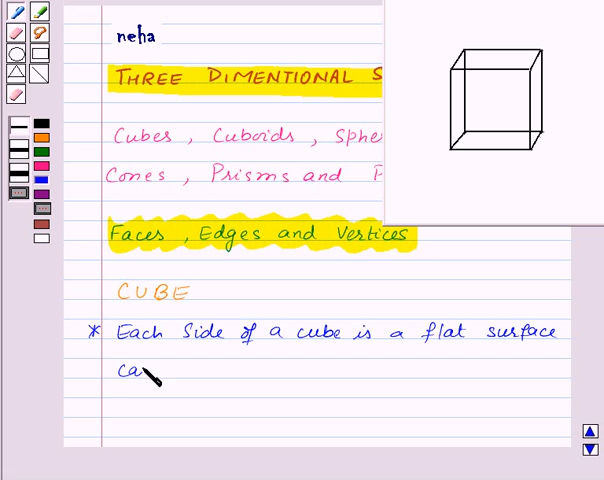 neha
THREE DIMENTIONAL S
Cubes, Cuboids, Sphe
Cones, Prisms and P
Faces, Edges and Vertices
CUBE
* Each Side of a cube is a flat surface
ca